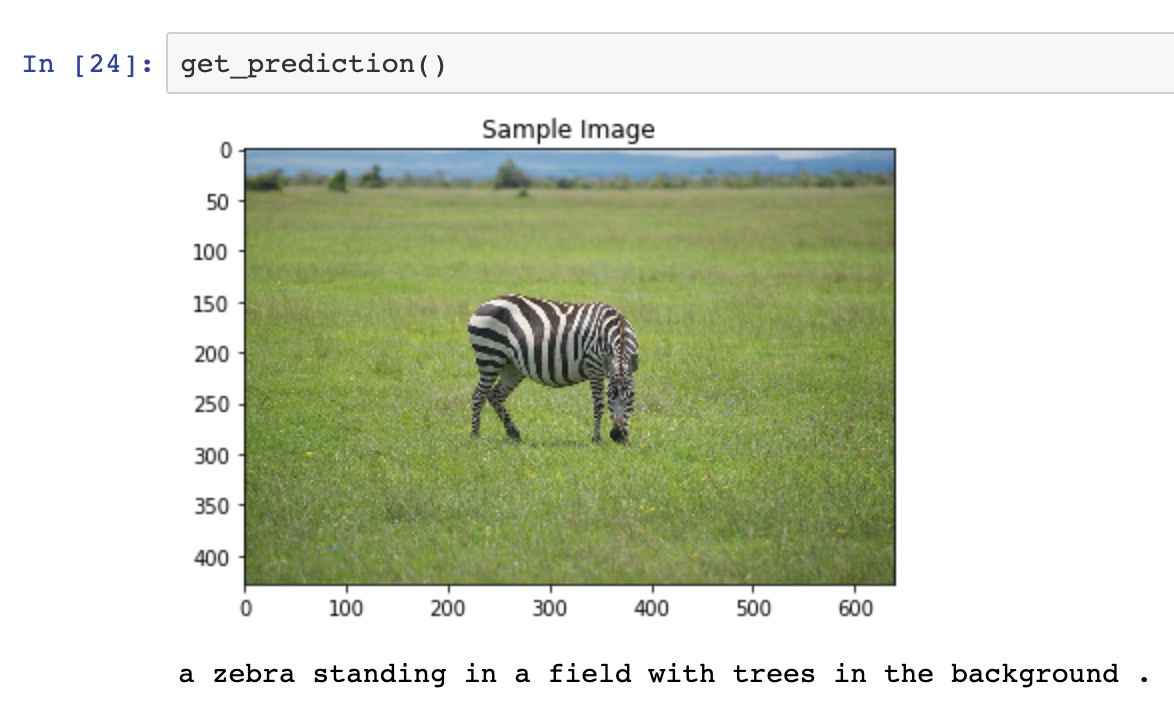 In [24]: get_prediction()
Sample Image
0
50
100
150
200
250
300
350
400
0 100 200 300 400 500 600
a zebra standing in a field with trees in the background .